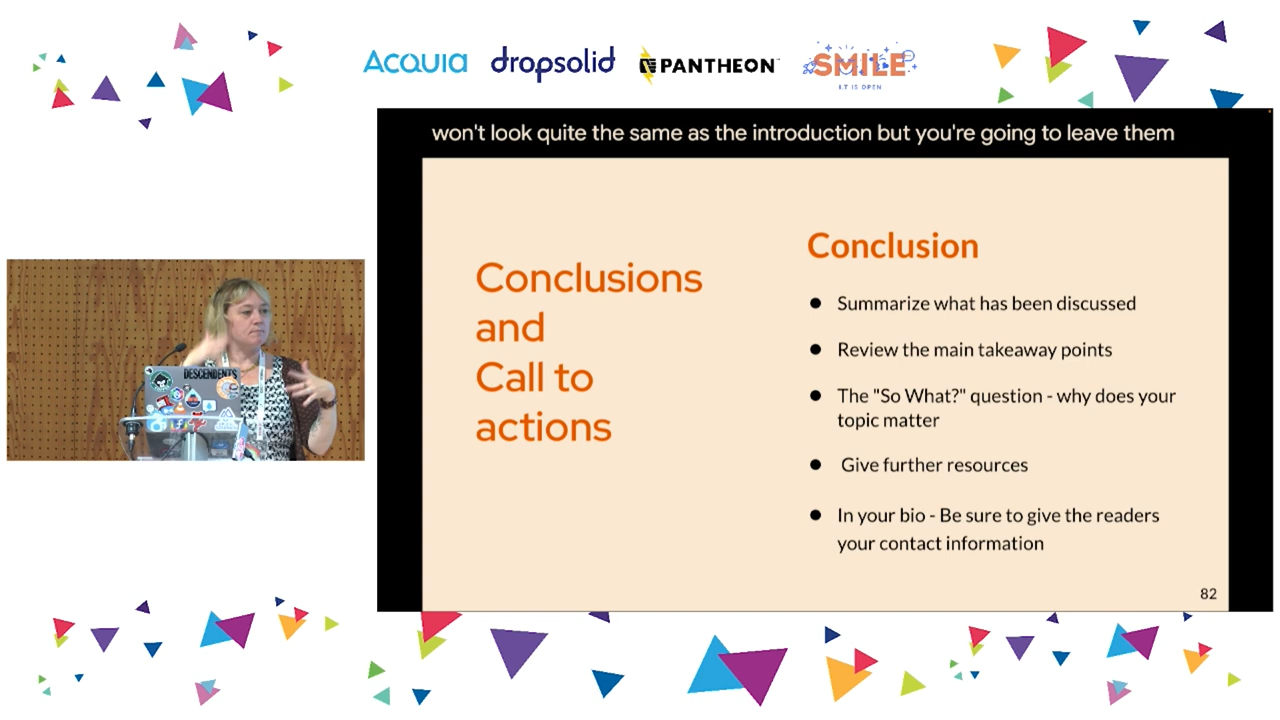 ACQUIA dropsolid PANTHEON SMILE
I.T IS OPEN
won't look quite the same as the introduction but you're going to leave them
Conclusions
and
Call to
actions
Conclusion
● Summarize what has been discussed
● Review the main takeaway points
● The "So What?" question - why does your
topic matter
● Give further resources
● In your bio - Be sure to give the readers
your contact information
82
DESCENDENTS